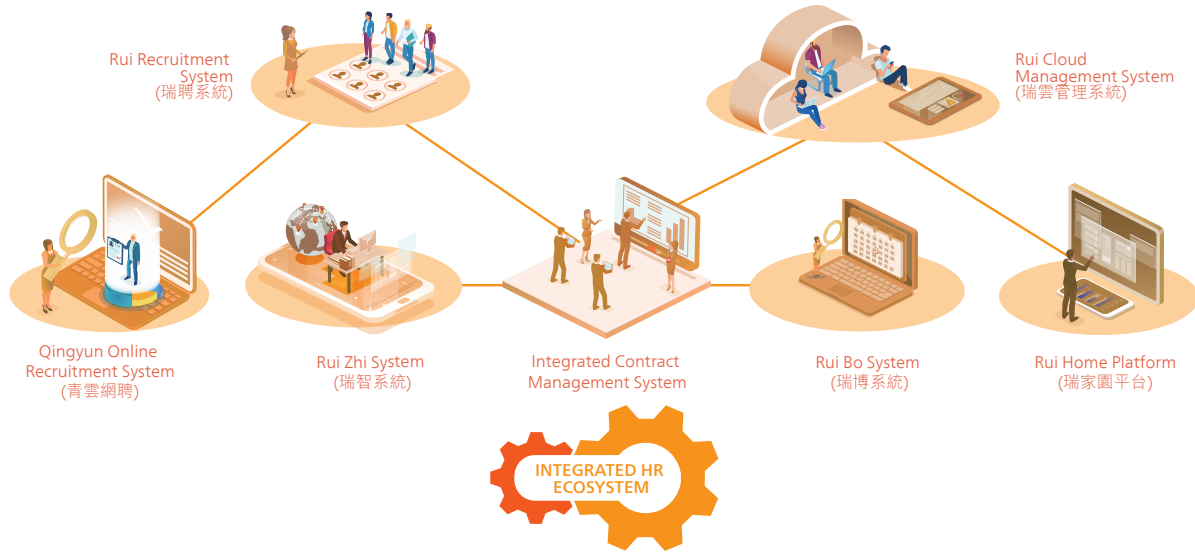 Rui Recruitment
System
(瑞聘系統)
Rui Cloud
Management System
(瑞雲管理系統)
Qingyun Online
Recruitment System
(青雲網聘)
Rui Zhi System
(瑞智系統)
Integrated Contract
Management System
Rui Bo System
(瑞博系統)
Rui Home Platform
(瑞家園平台)
INTEGRATED HR
ECOSYSTEM